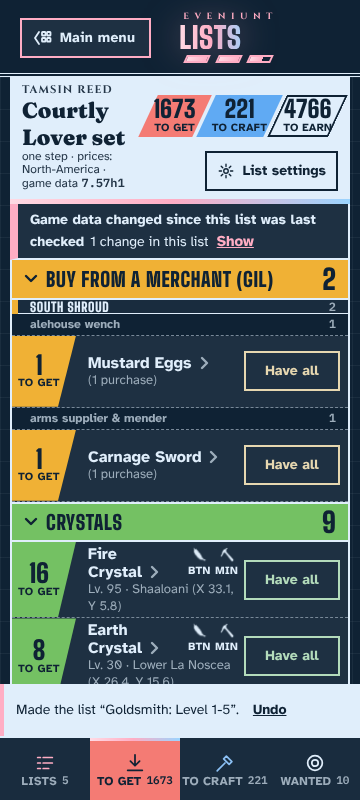 Main menu
EVENIUNT
LISTS
TAMSIN REED
Courtly
Lover set
one step · prices:
North-America ·
game data 7.57h1
1673
TO GET
221
TO CRAFT
4766
TO EARN
List settings
Game data changed since this list was last
checked 1 change in this list Show
BUY FROM A MERCHANT (GIL) 2
SOUTH SHROUD 2
alehouse wench 1
1
TO GET
Mustard Eggs
(1 purchase)
Have all
arms supplier & mender 1
1
TO GET
Carnage Sword
(1 purchase)
Have all
CRYSTALS 9
16
TO GET
Fire
Crystal
BTN MIN
Lv. 95 · Shaaloani (X 33.1,
Y 5.8)
Have all
8
TO GET
Earth
Crystal
BTN MIN
Lv. 30 · Lower La Noscea
(X 26.4, Y 15.6)
Have all
Made the list “Goldsmith: Level 1-5”. Undo
LISTS 5
TO GET 1673
TO CRAFT 221
WANTED 10